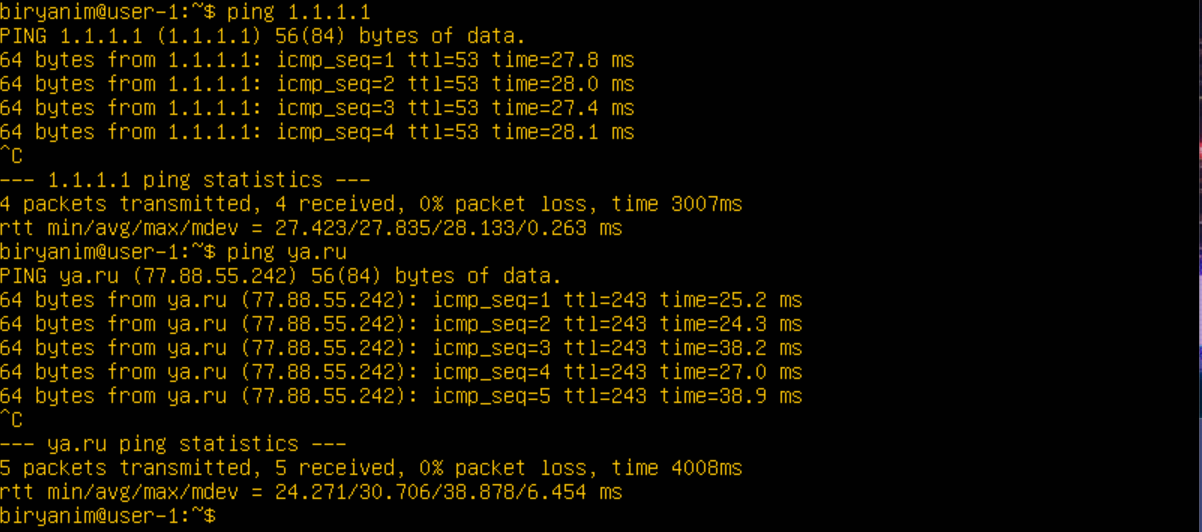 biryanim@user-1:~$ ping 1.1.1.1
PING 1.1.1.1 (1.1.1.1) 56(84) bytes of data.
64 bytes from 1.1.1.1: icmp_seq=1 ttl=53 time=27.8 ms
64 bytes from 1.1.1.1: icmp_seq=2 ttl=53 time=28.0 ms
64 bytes from 1.1.1.1: icmp_seq=3 ttl=53 time=27.4 ms
64 bytes from 1.1.1.1: icmp_seq=4 ttl=53 time=28.1 ms
^C
--- 1.1.1.1 ping statistics ---
4 packets transmitted, 4 received, 0% packet loss, time 3007ms
rtt min/avg/max/mdev = 27.423/27.835/28.133/0.263 ms
biryanim@user-1:~$ ping ya.ru
PING ya.ru (77.88.55.242) 56(84) bytes of data.
64 bytes from ya.ru (77.88.55.242): icmp_seq=1 ttl=243 time=25.2 ms
64 bytes from ya.ru (77.88.55.242): icmp_seq=2 ttl=243 time=24.3 ms
64 bytes from ya.ru (77.88.55.242): icmp_seq=3 ttl=243 time=38.2 ms
64 bytes from ya.ru (77.88.55.242): icmp_seq=4 ttl=243 time=27.0 ms
64 bytes from ya.ru (77.88.55.242): icmp_seq=5 ttl=243 time=38.9 ms
^C
--- ya.ru ping statistics ---
5 packets transmitted, 5 received, 0% packet loss, time 4008ms
rtt min/avg/max/mdev = 24.271/30.706/38.878/6.454 ms
biryanim@user-1:~$